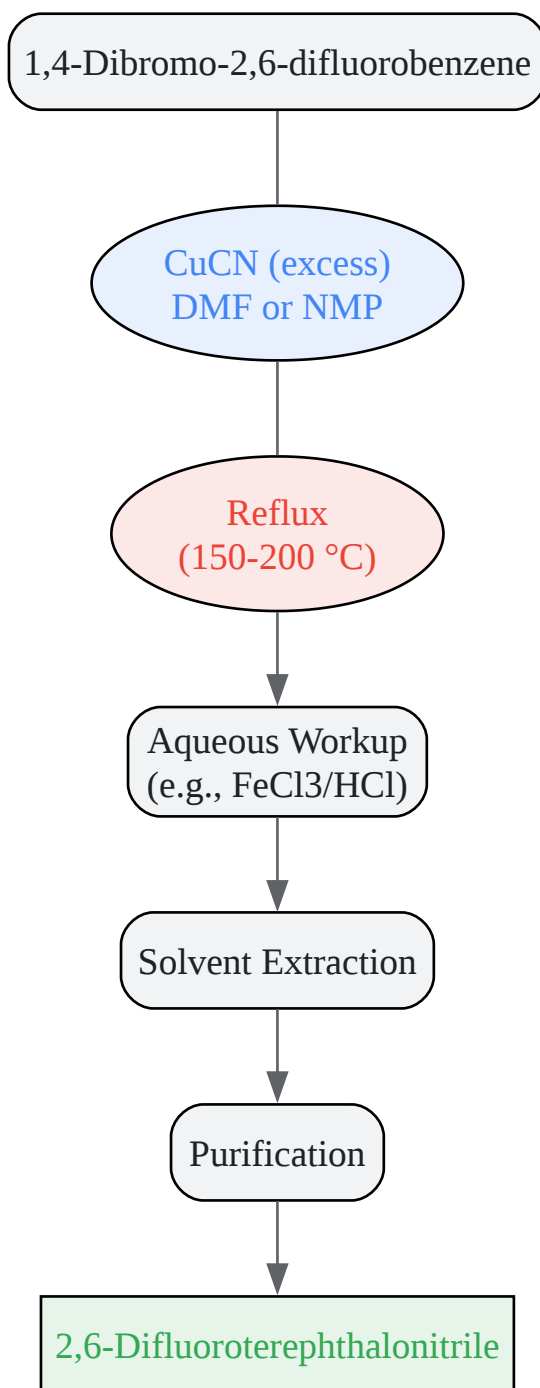 1,4-Dibromo-2,6-difluorobenzene
CuCN (excess)
DMF or NMP
Reflux
(150-200 °C)
Aqueous Workup
(e.g., FeCl3/HCl)
Solvent Extraction
Purification
2,6-Difluoroterephthalonitrile